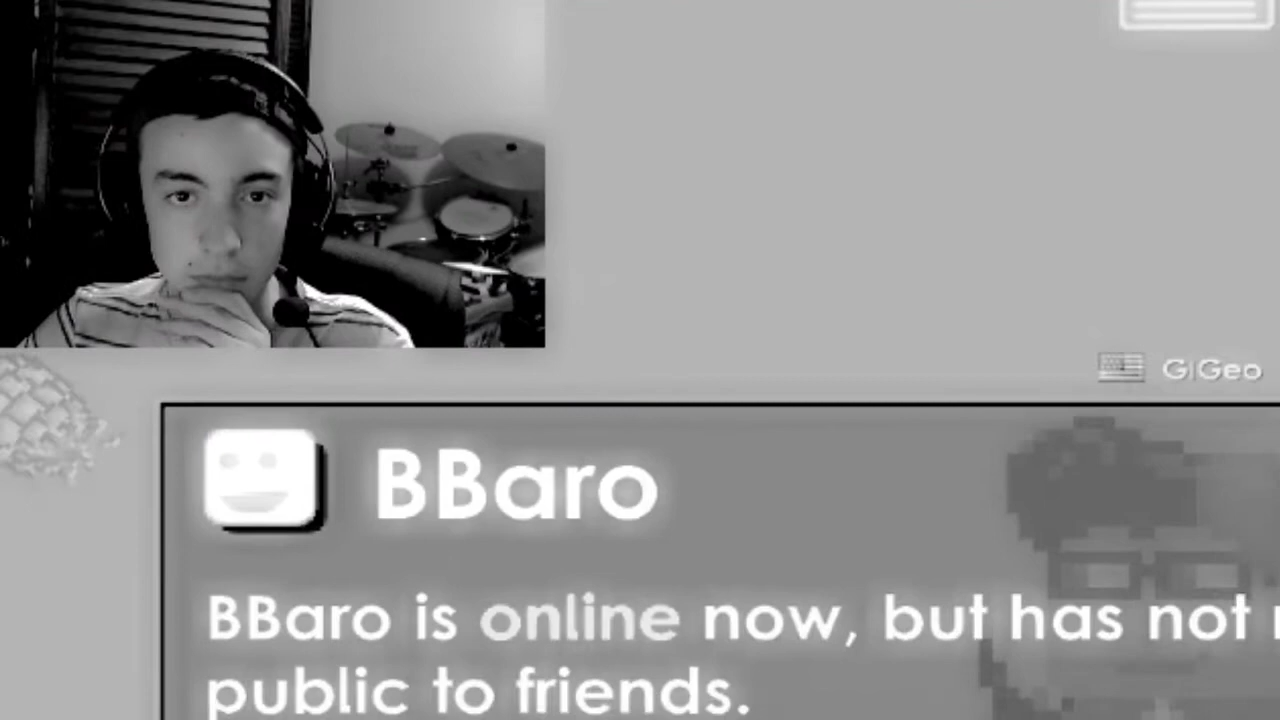 GIGeo
BBaro
BBaro is online now, but has not
public to friends.